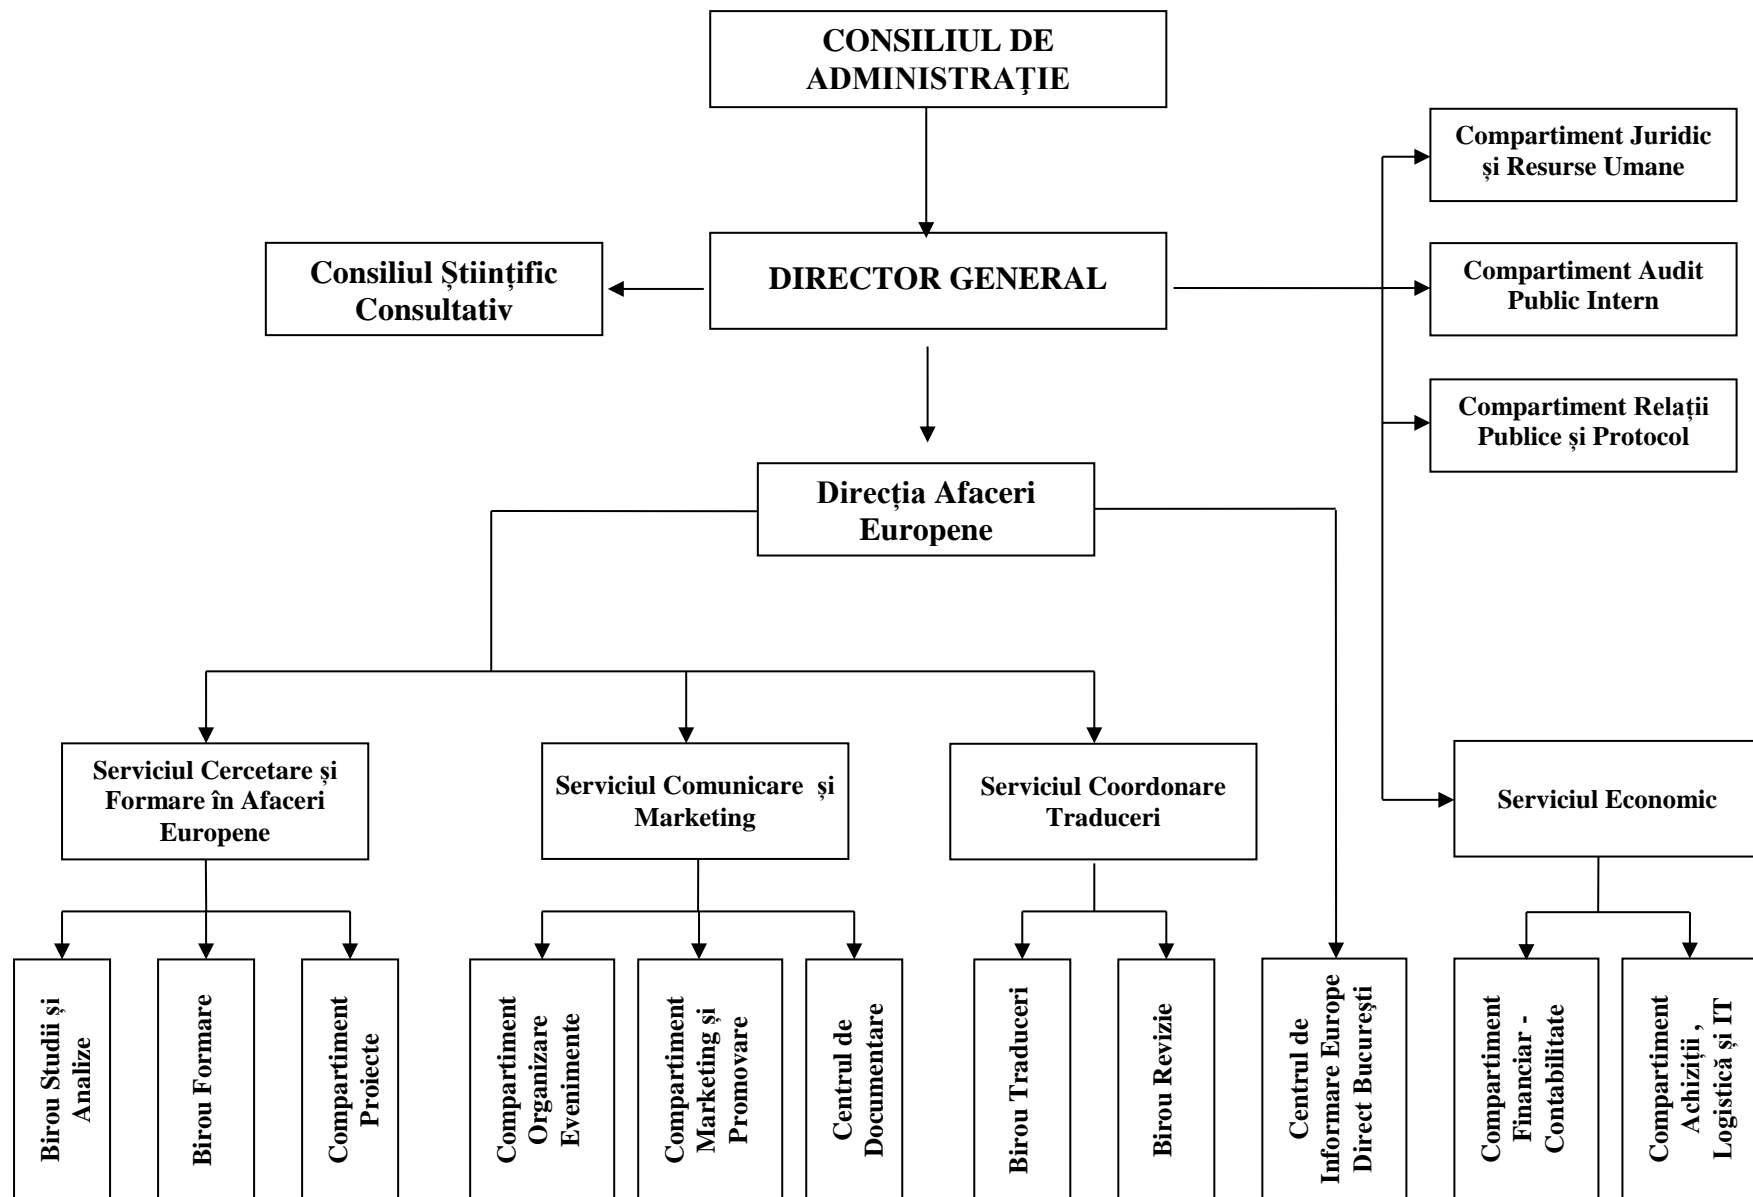 CONSILIUL DE
ADMINISTRAŢIE
Compartiment Juridic
și Resurse Umane
Consiliul Științific
Consultativ
DIRECTOR GENERAL
Compartiment Audit
Public Intern
Compartiment Relații
Publice și Protocol
Direcția Afaceri
Europene
Serviciul Cercetare și
Formare în Afaceri
Europene
Serviciul Comunicare și
Marketing
Serviciul Coordonare
Traduceri
Serviciul Economic
Birou Studii și
Analize
Birou Formare
Compartiment
Proiecte
Compartiment
Organizare
Evenimente
Compartiment
Marketing și
Promovare
Centrul de
Documentare
Birou Traduceri
Birou Revizie
Centrul de
Informare Europe
Direct Bucureşti
Compartiment
Financiar -
Contabilitate
Compartiment
Achiziții ,
Logistică și IT